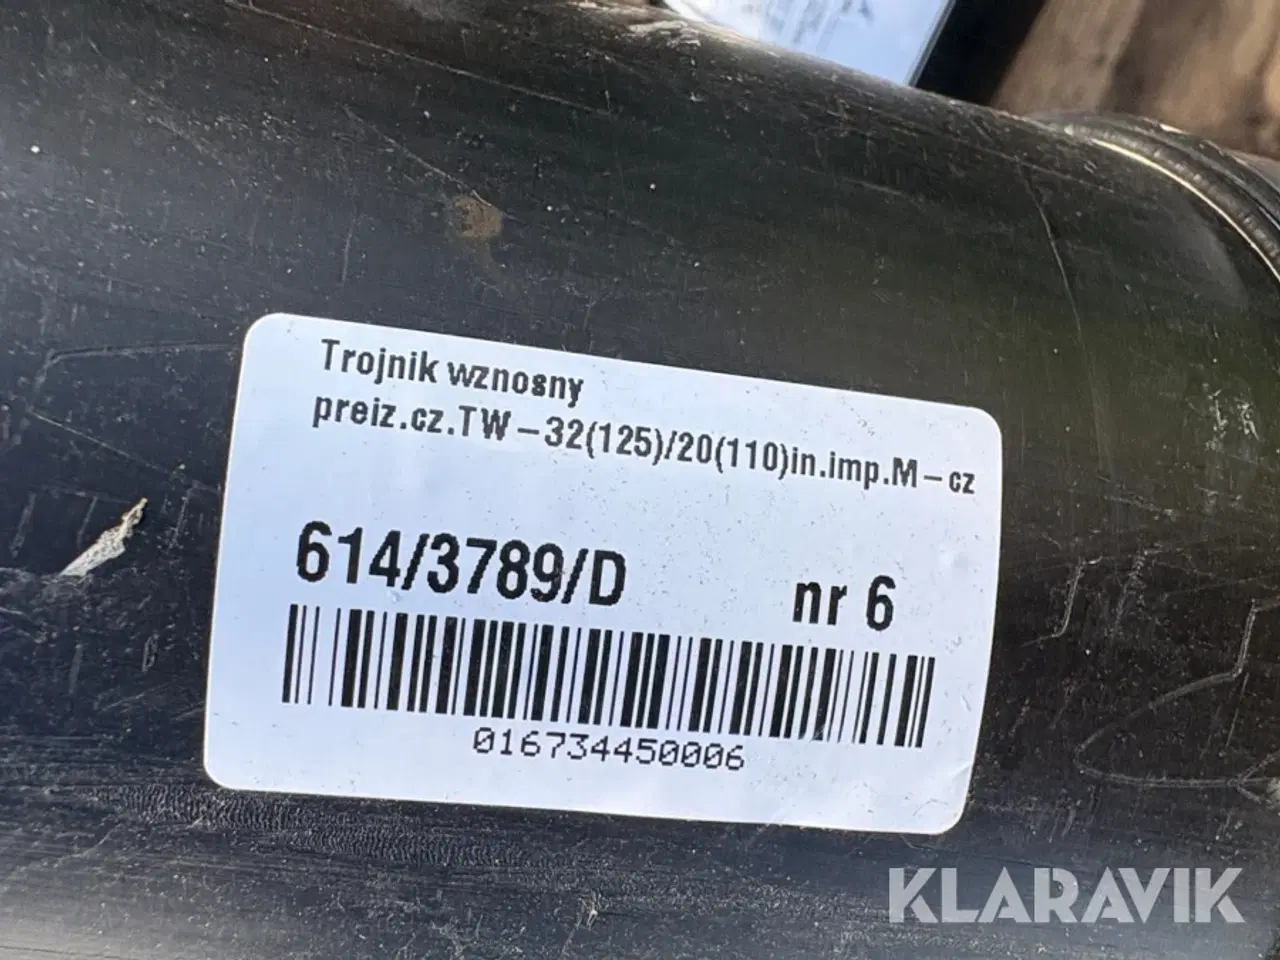 Trojnik wznosny
preiz.cz.TW-32(125)/20(110)in.imp.M-cz
614/3789/D nr 6
016734450006
KLARAVIK